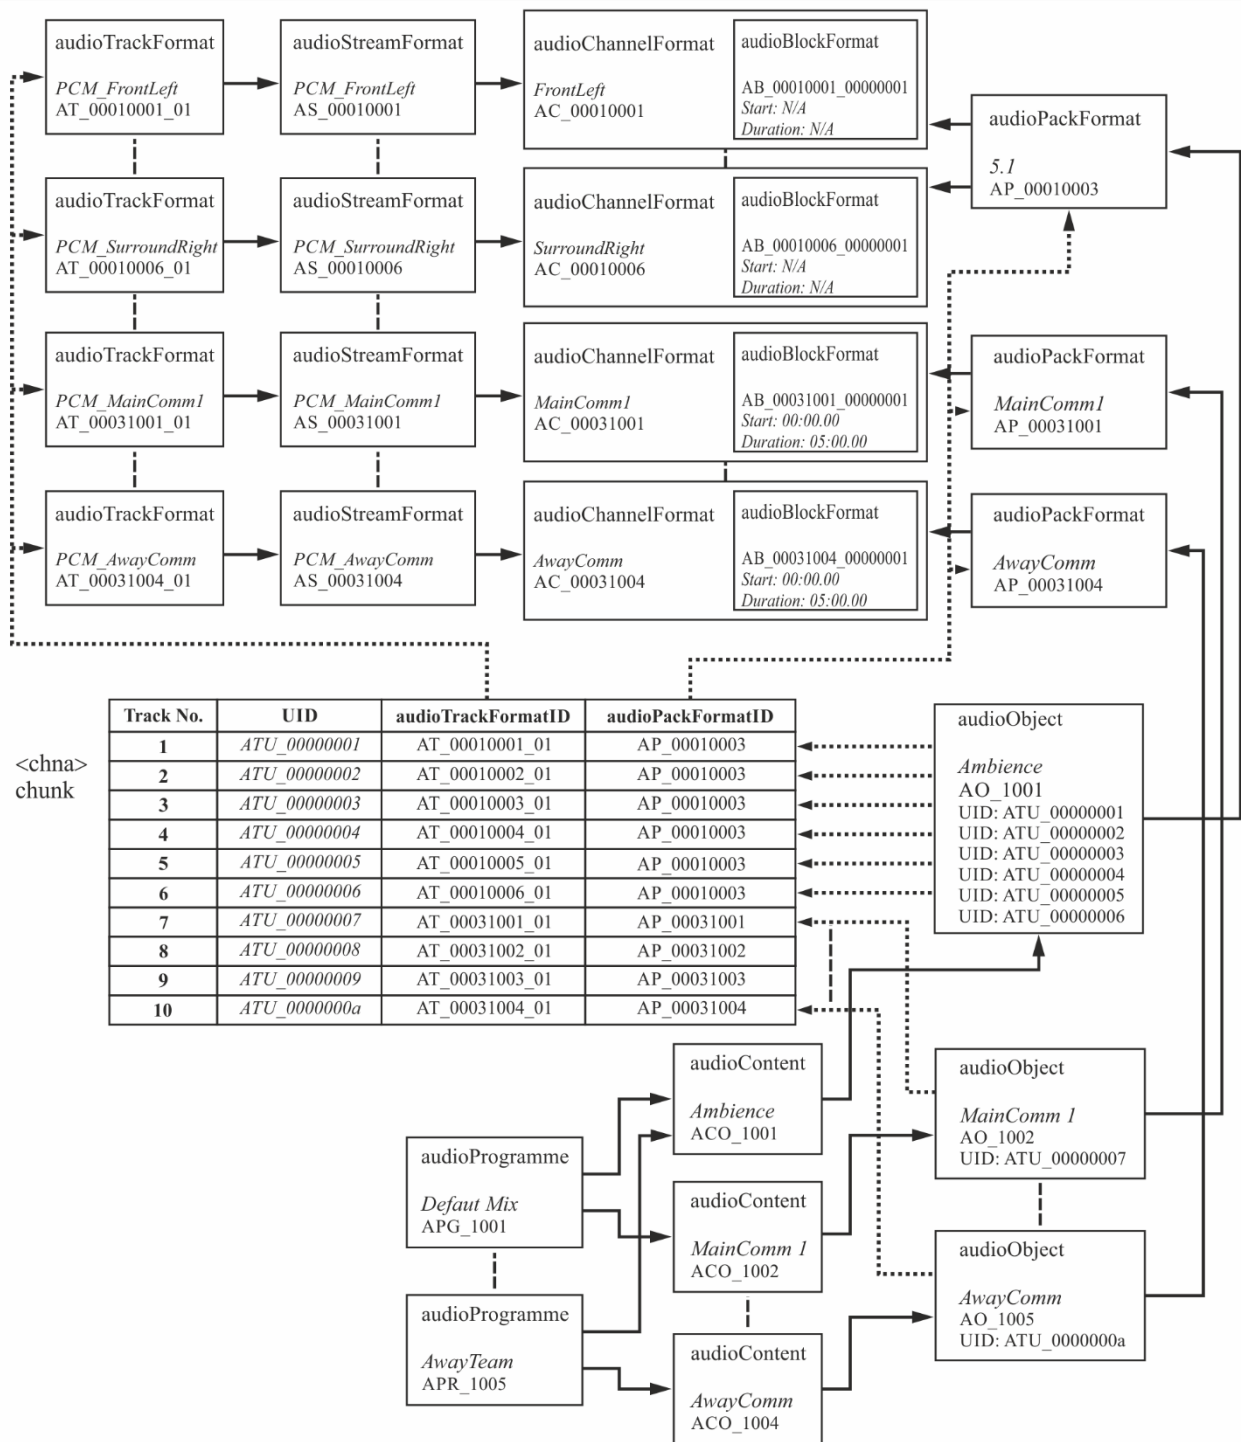 audioTrackFormat
PCM_FrontLeft
AT_00010001_01
audioStreamFormat
PCM_FrontLeft
AS_00010001
audioChannelFormat
FrontLeft
AC_00010001
audioBlockFormat
AB_00010001_00000001
Start: N/A
Duration: N/A
audioPackFormat
5.1
AP_00010003
audioTrackFormat
PCM_SurroundRight
AT_00010006_01
audioStreamFormat
PCM_SurroundRight
AS_00010006
audioChannelFormat
SurroundRight
AC_00010006
audioBlockFormat
AB_00010006_00000001
Start: N/A
Duration: N/A
audioTrackFormat
PCM_MainComm1
AT_00031001_01
audioStreamFormat
PCM_MainComm1
AS_00031001
audioChannelFormat
MainComm1
AC_00031001
audioBlockFormat
AB_00031001_00000001
Start: 00:00.00
Duration: 05:00.00
audioPackFormat
MainComm1
AP_00031001
audioTrackFormat
PCM_AwayComm
AT_00031004_01
audioStreamFormat
PCM_AwayComm
AS_00031004
audioChannelFormat
AwayComm
AC_00031004
audioBlockFormat
AB_00031004_00000001
Start: 00:00.00
Duration: 05:00.00
audioPackFormat
AwayComm
AP_00031004
<chna>
chunk
Track No. UID audioTrackFormatID audioPackFormatID
1 ATU_00000001 AT_00010001_01 AP_00010003
2 ATU_00000002 AT_00010002_01 AP_00010003
3 ATU_00000003 AT_00010003_01 AP_00010003
4 ATU_00000004 AT_00010004_01 AP_00010003
5 ATU_00000005 AT_00010005_01 AP_00010003
6 ATU_00000006 AT_00010006_01 AP_00010003
7 ATU_00000007 AT_00031001_01 AP_00031001
8 ATU_00000008 AT_00031002_01 AP_00031002
9 ATU_00000009 AT_00031003_01 AP_00031003
10 ATU_0000000a AT_00031004_01 AP_00031004
audioObject
Ambience
AO_1001
UID: ATU_00000001
UID: ATU_00000002
UID: ATU_00000003
UID: ATU_00000004
UID: ATU_00000005
UID: ATU_00000006
audioProgramme
Defaut Mix
APG_1001
audioContent
Ambience
ACO_1001
audioObject
MainComm 1
AO_1002
UID: ATU_00000007
audioContent
MainComm 1
ACO_1002
audioProgramme
AwayTeam
APR_1005
audioContent
AwayComm
ACO_1004
audioObject
AwayComm
AO_1005
UID: ATU_0000000a